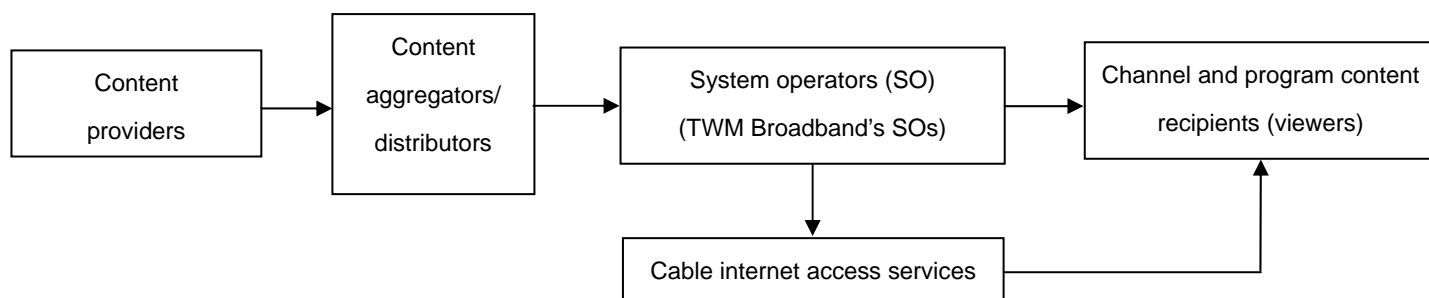 Content
providers
Content
aggregators/
distributors
System operators (SO)
(TWM Broadband’s SOs)
Channel and program content
recipients (viewers)
Cable internet access services